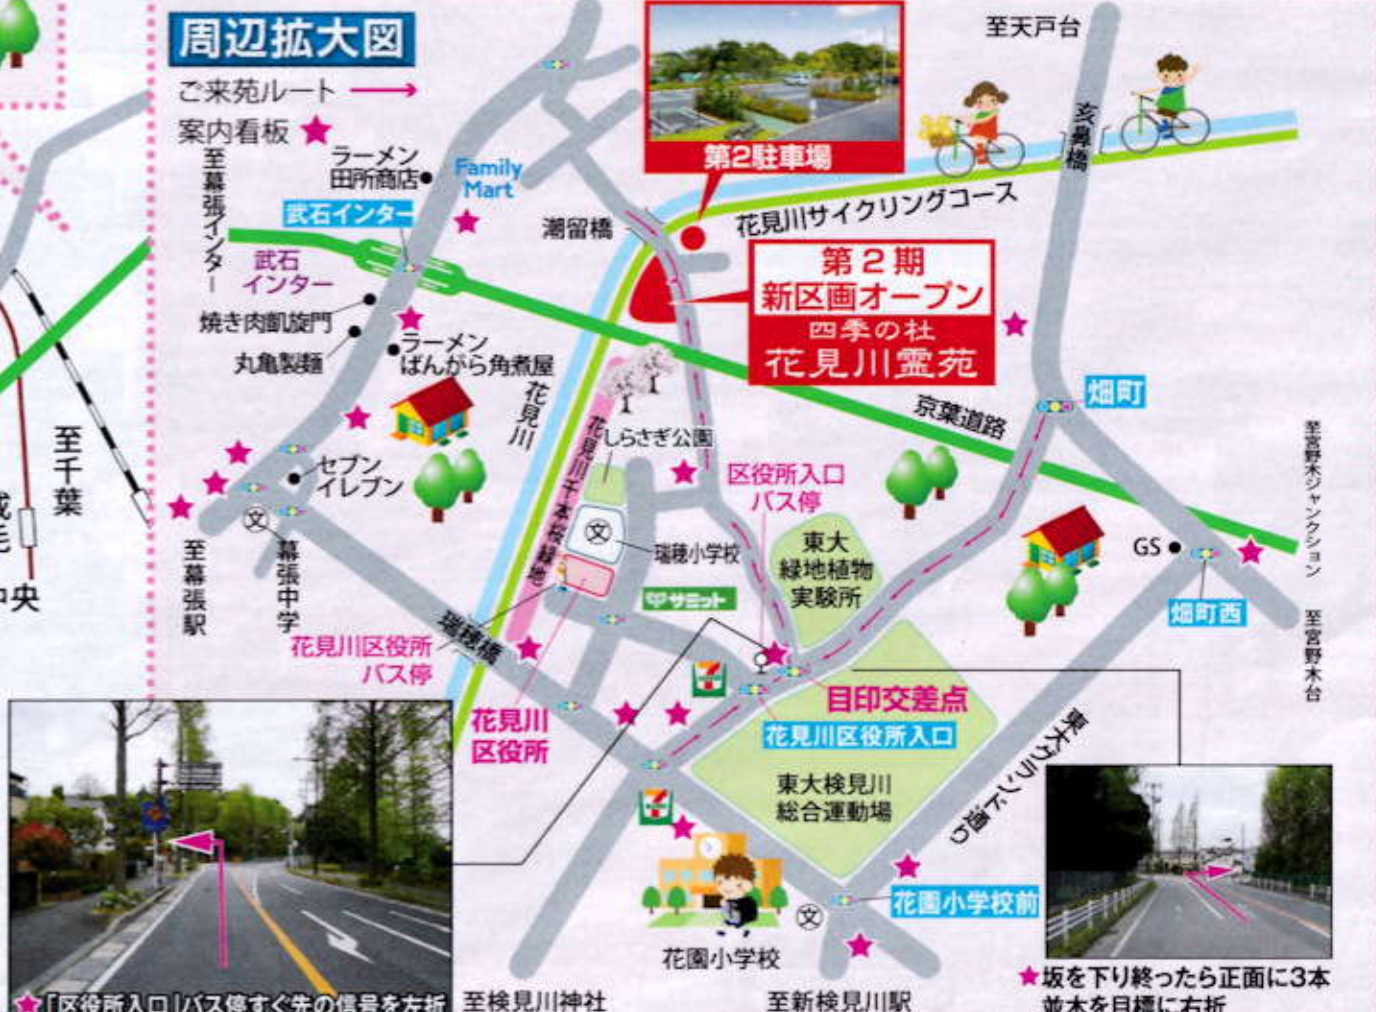 周辺拡大図
ご来苑ルート
案内看板
至幕張インター
ラーメン
田所商店
Family
Mart
武石インター
武石
インター
焼き肉凱旋門
丸亀製麺
ラーメン
ばんがら角煮屋
第2駐車場
至天戸台
亥鼻橋
潮留橋
花見川サイクリングコース
第2期
新区画オープン
四季の杜
花見川霊苑
花見川
京葉道路
畑町
至宮野木ジャンクション
至千葉
セブン
イレブン
文
幕張中学
至幕張駅
花見川千本桜緑地
しらさぎ公園
区役所入口
バス停
文
瑞穂小学校
東大
緑地植物
実験所
GS
畑町西
至宮野木台
中央
サミット
瑞穂橋
花見川区役所
バス停
花見川
区役所
目印交差点
花見川区役所入口
東大検見川
総合運動場
東大グランド通り
花園小学校前
文
花園小学校
至検見川神社
至新検見川駅
「区役所入口」バス停すぐ先の信号を左折
坂を下り終ったら正面に3本
並木を目標に右折